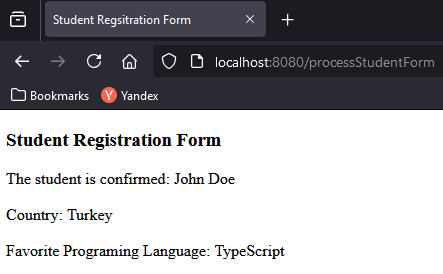 Student Regsitration Form
localhost:8080/processStudentForm
Bookmarks Yandex
Student Registration Form
The student is confirmed: John Doe
Country: Turkey
Favorite Programing Language: TypeScript